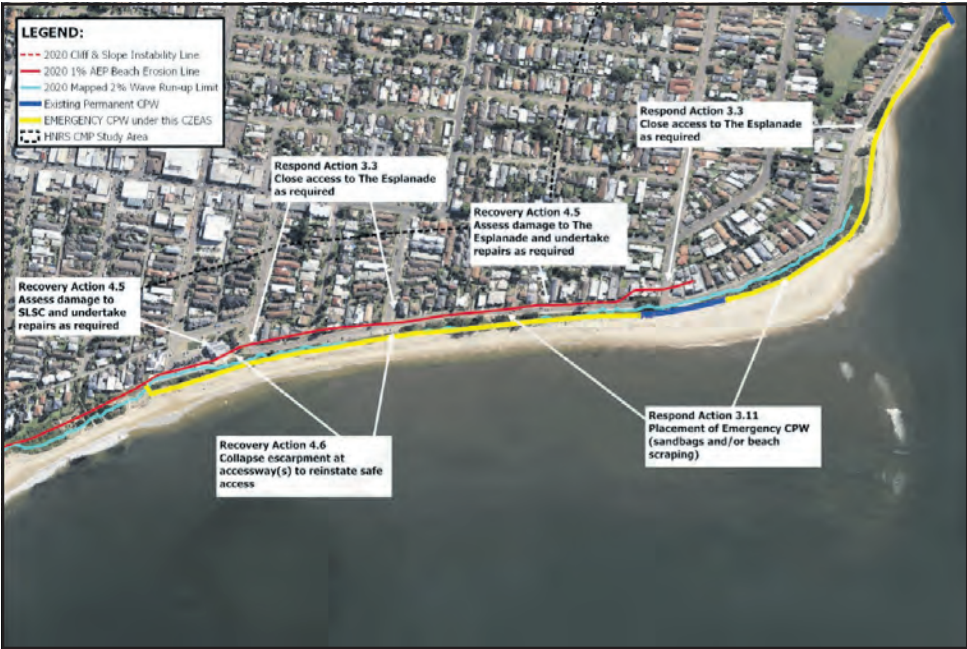 LEGEND:
2020 Cliff & Slope Instability Line
2020 1% AEP Beach Erosion Line
2020 Mapped 2% Wave Run-up Limit
Existing Permanent CPW
EMERGENCY CPW under this CZEAS
HNRS CMP Study Area
Respond Action 3.3
Close access to The Esplanade
as required
Respond Action 3.3
Close access to The Esplanade
as required
Recovery Action 4.5
Assess damage to The
Esplanade and undertake
repairs as required
Recovery Action 4.5
Assess damage to
SLSC and undertake
repairs as required
Respond Action 3.11
Placement of Emergency CPW
(sandbags and/or beach
scraping)
Recovery Action 4.6
Collapse escarpment at
accessway(s) to reinstate safe
access